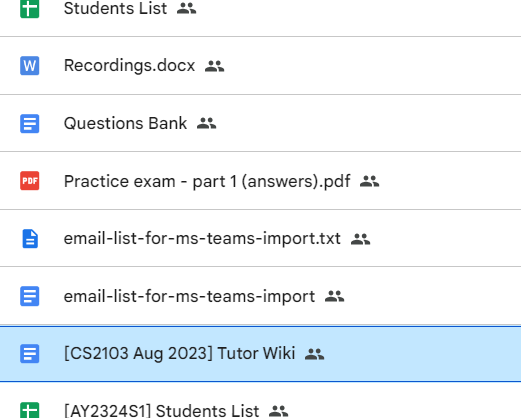 Students List
W Recordings.docx
Questions Bank
PDF Practice exam - part 1 (answers).pdf
email-list-for-ms-teams-import.txt
email-list-for-ms-teams-import
[CS2103 Aug 2023] Tutor Wiki
[AY2324S1] Students List